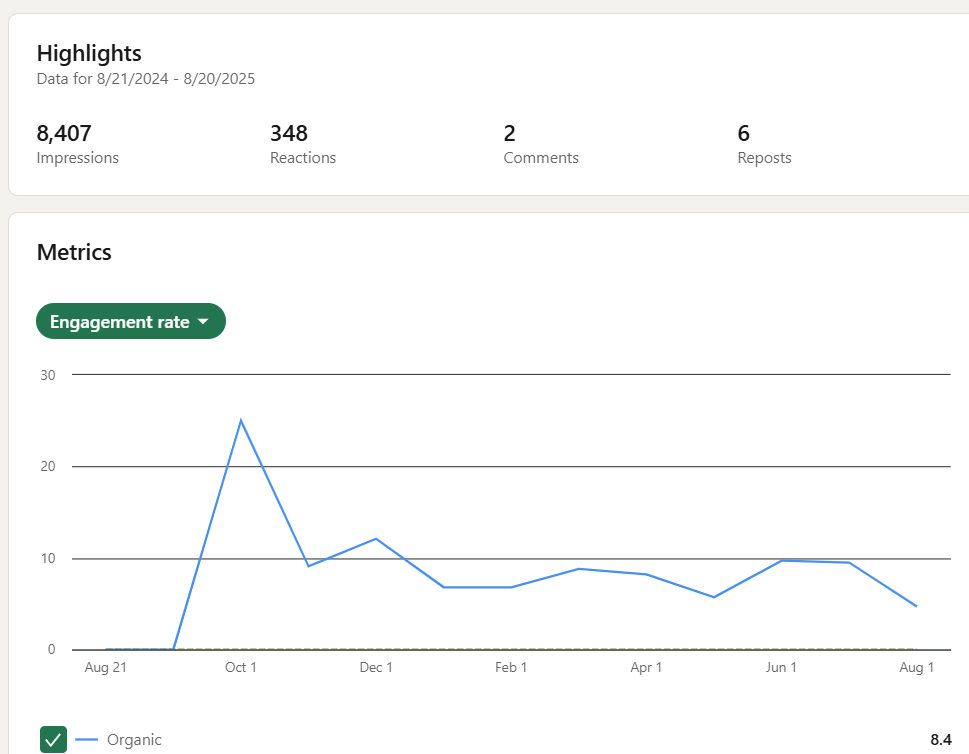 Highlights
Data for 8/21/2024 - 8/20/2025
8,407 348 2 6
Impressions Reactions Comments Reposts
Metrics
Engagement rate
30
20
10
0
Aug 21 Oct 1 Dec 1 Feb 1 Apr 1 Jun 1 Aug 1
Organic 8.4